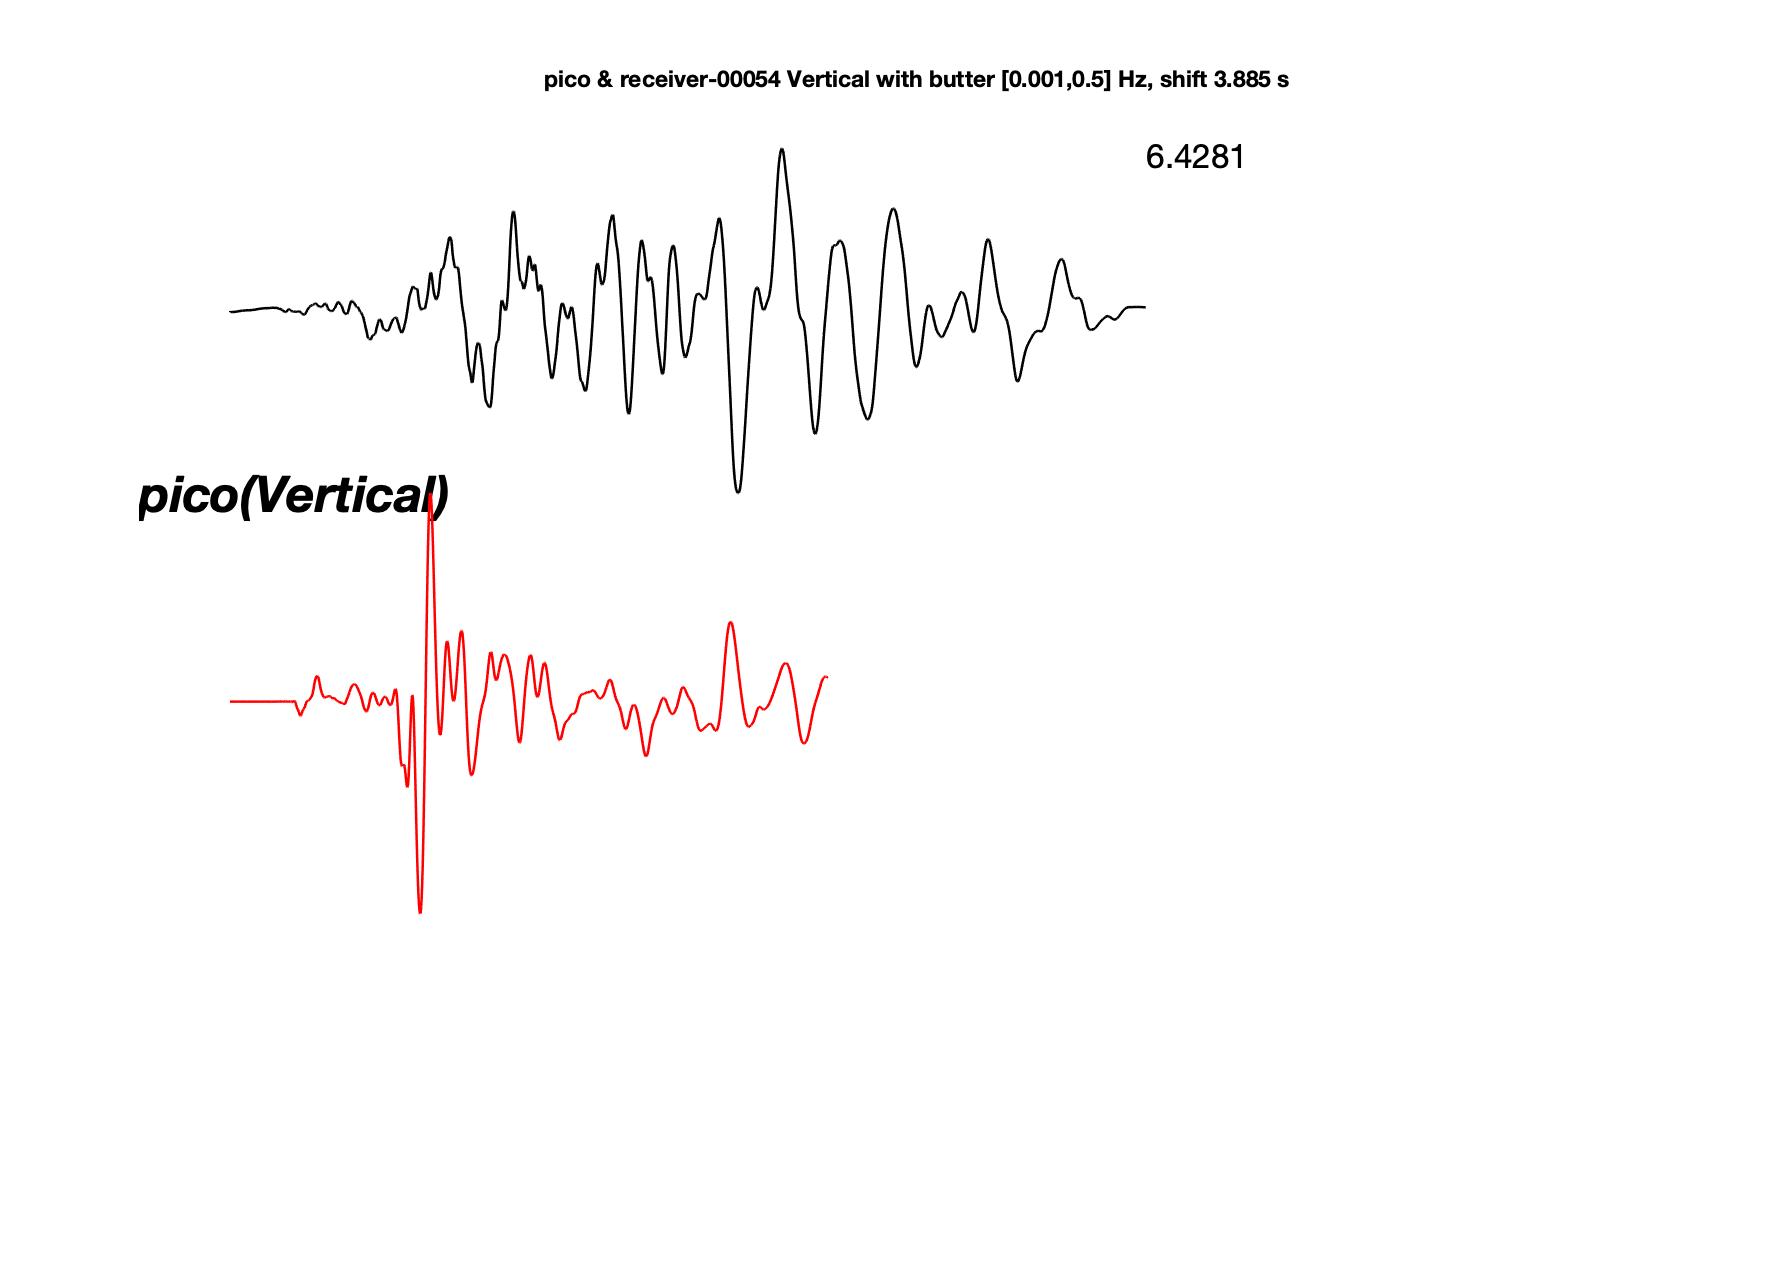 pico & receiver-00054 Vertical with butter [0.001,0.5] Hz, shift 3.885 s
6.4281
pico(Vertical)